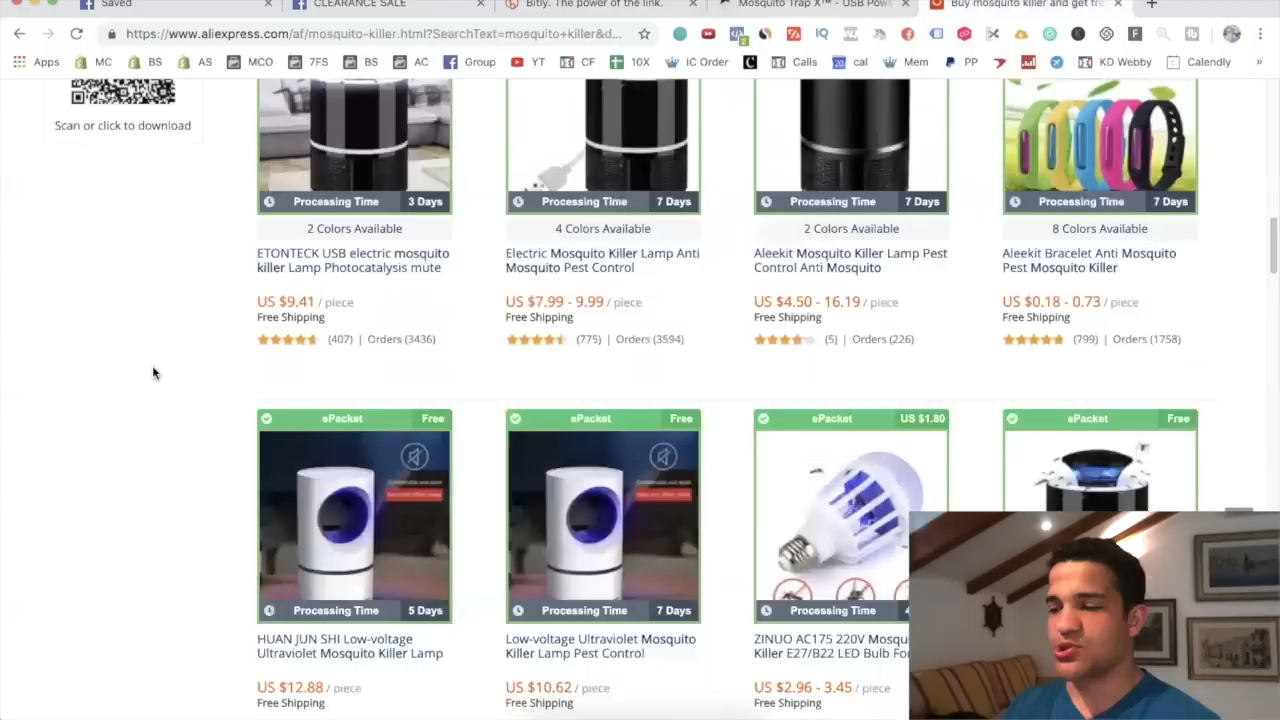 Saved
CLEARANCE SALE
Bitly. The power of the link.
Mosquito Trap X™ - USB Pow
Buy mosquito killer and get fre
https://www.aliexpress.com/af/mosquito-killer.html?SearchText=mosquito+killer&d...
Apps MC BS AS MCO 7FS BS AC Group YT CF 10X IC Order Calls cal Mem PP KD Webby Calendly »
Scan or click to download
Processing Time 3 Days
Processing Time 7 Days
Processing Time 7 Days
Processing Time 7 Days
2 Colors Available
4 Colors Available
2 Colors Available
8 Colors Available
ETONTECK USB electric mosquito
killer Lamp Photocatalysis mute
Electric Mosquito Killer Lamp Anti
Mosquito Pest Control
Aleekit Mosquito Killer Lamp Pest
Control Anti Mosquito
Aleekit Bracelet Anti Mosquito
Pest Mosquito Killer
US $9.41 / piece
Free Shipping
(407) | Orders (3436)
US $7.99 - 9.99 / piece
Free Shipping
(775) | Orders (3594)
US $4.50 - 16.19 / piece
Free Shipping
(5) | Orders (226)
US $0.18 - 0.73 / piece
Free Shipping
(799) | Orders (1758)
ePacket Free
ePacket Free
ePacket US $1.80
ePacket Free
Processing Time 5 Days
Processing Time 7 Days
Processing Time 4
HUAN JUN SHI Low-voltage
Ultraviolet Mosquito Killer Lamp
Low-voltage Ultraviolet Mosquito
Killer Lamp Pest Control
ZINUO AC175 220V Mosqu
Killer E27/B22 LED Bulb Fo
US $12.88 / piece
Free Shipping
US $10.62 / piece
Free Shipping
US $2.96 - 3.45 / piece
Free Shipping